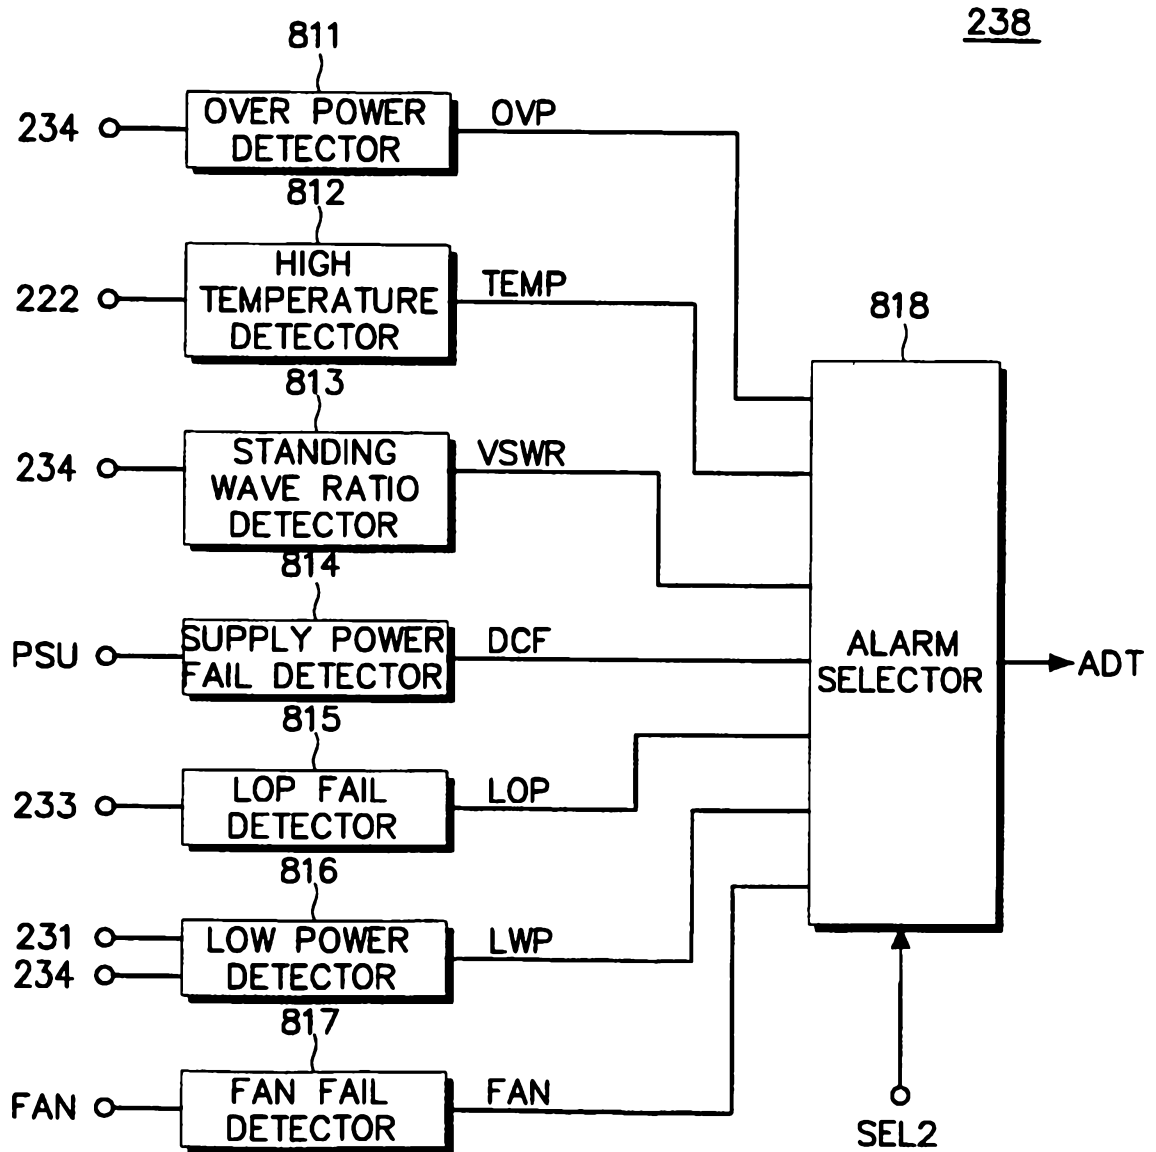 238
811
234
OVER POWER
DETECTOR
OVP
812
222
HIGH
TEMPERATURE
DETECTOR
TEMP
813
234
STANDING
WAVE RATIO
DETECTOR
VSWR
818
ALARM
SELECTOR
ADT
814
PSU
SUPPLY POWER
FAIL DETECTOR
DCF
815
233
LOP FAIL
DETECTOR
LOP
816
231
234
LOW POWER
DETECTOR
LWP
817
FAN
FAN FAIL
DETECTOR
FAN
SEL2